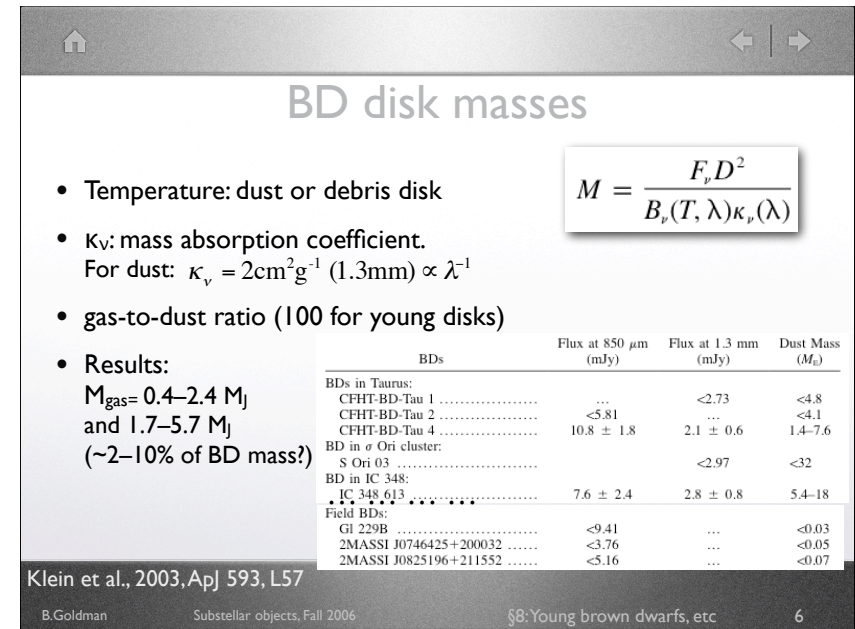 BD disk masses
• Temperature: dust or debris disk
M = F_ν D² / B_ν(T, λ)κ_ν(λ)
• κν: mass absorption coefficient.
For dust: κ_ν = 2cm²g⁻¹ (1.3mm) ∝ λ⁻¹
• gas-to-dust ratio (100 for young disks)
• Results:
Mgas= 0.4–2.4 MJ
and 1.7–5.7 MJ
(~2–10% of BD mass?)
BDs Flux at 850 μm (mJy) Flux at 1.3 mm (mJy) Dust Mass (M_E)
BDs in Taurus:
CFHT-BD-Tau 1 ................... ... <2.73 <4.8
CFHT-BD-Tau 2 ................... <5.81 ... <4.1
CFHT-BD-Tau 4 ................... 10.8 ± 1.8 2.1 ± 0.6 1.4–7.6
BD in σ Ori cluster:
S Ori 03 ........................... <2.97 <32
BD in IC 348:
IC 348 613 ........................ 7.6 ± 2.4 2.8 ± 0.8 5.4–18
Field BDs:
Gl 229B ........................... <9.41 ... <0.03
2MASSI J0746425+200032 ...... <3.76 ... <0.05
2MASSI J0825196+211552 ...... <5.16 ... <0.07
Klein et al., 2003, ApJ 593, L57
B.Goldman Substellar objects, Fall 2006 §8: Young brown dwarfs, etc 6